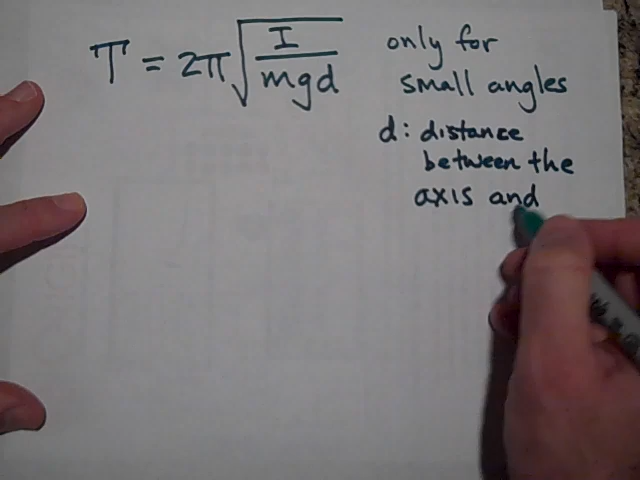 T = 2π√(I/mgd)
only for
small angles
d: distance
between the
axis and